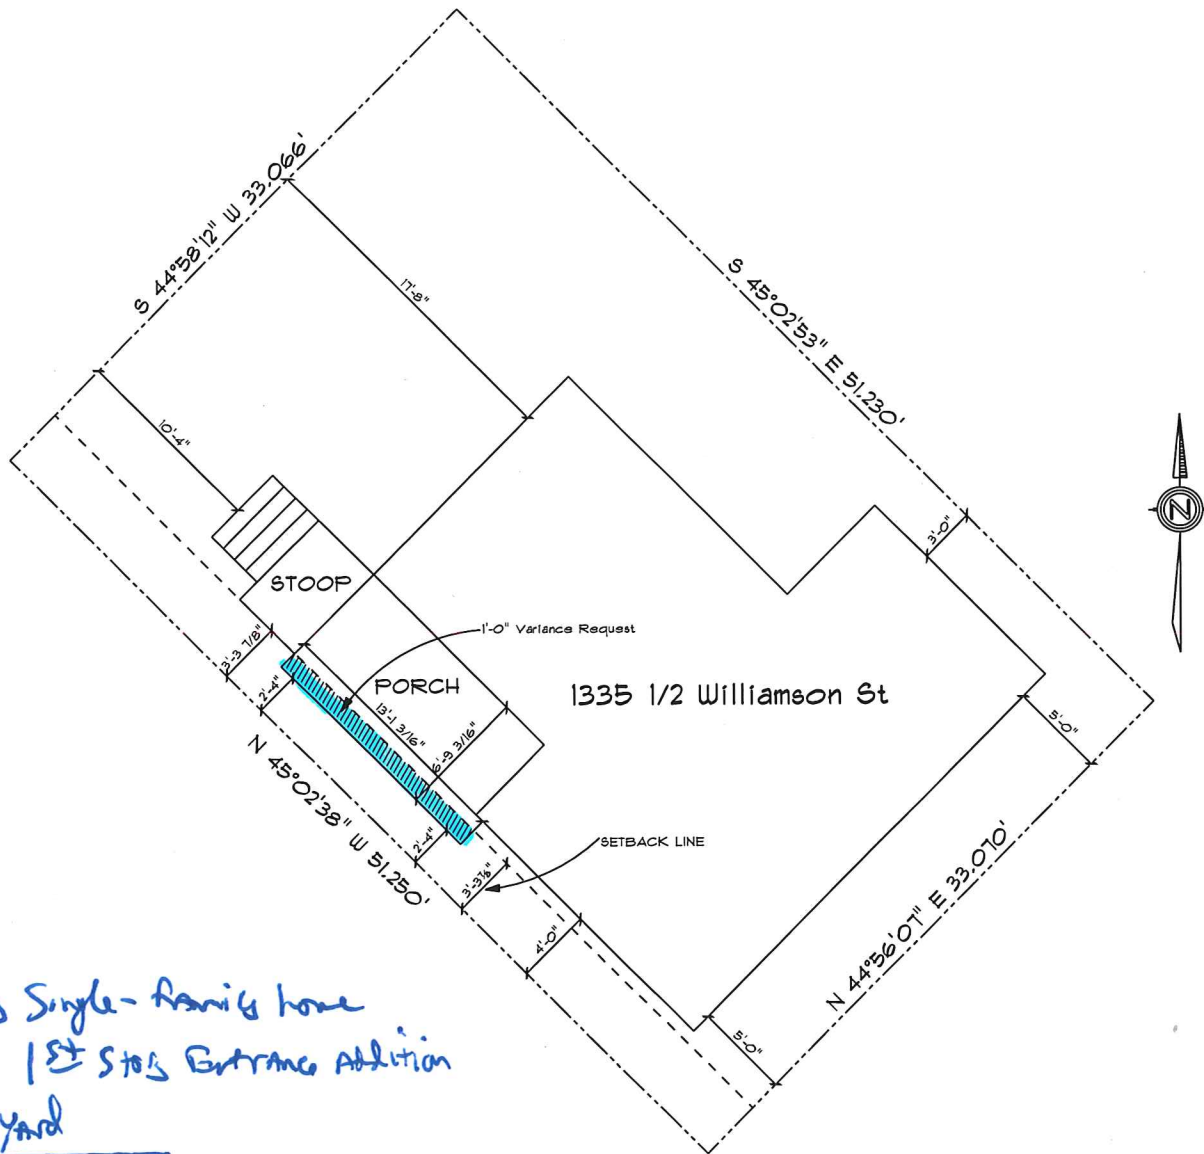 S 44°58'12" W 33.066'
17'-8"
S 45°02'53" E 51.230'
10'-4"
N
3'-0"
STOOP
1'-0" Variance Request
3'-3 7/8"
2'-4"
PORCH
13'-1 3/16"
1335 1/2 Williamson St
6'-9 3/16"
5'-0"
N 45°02'38" W 51.250'
2'-4"
SETBACK LINE
3'-3⅞"
4'-0"
N 44°56'07" E 33.070'
5'-0"
Single-family home
1st Story Entrance Addition
Yard